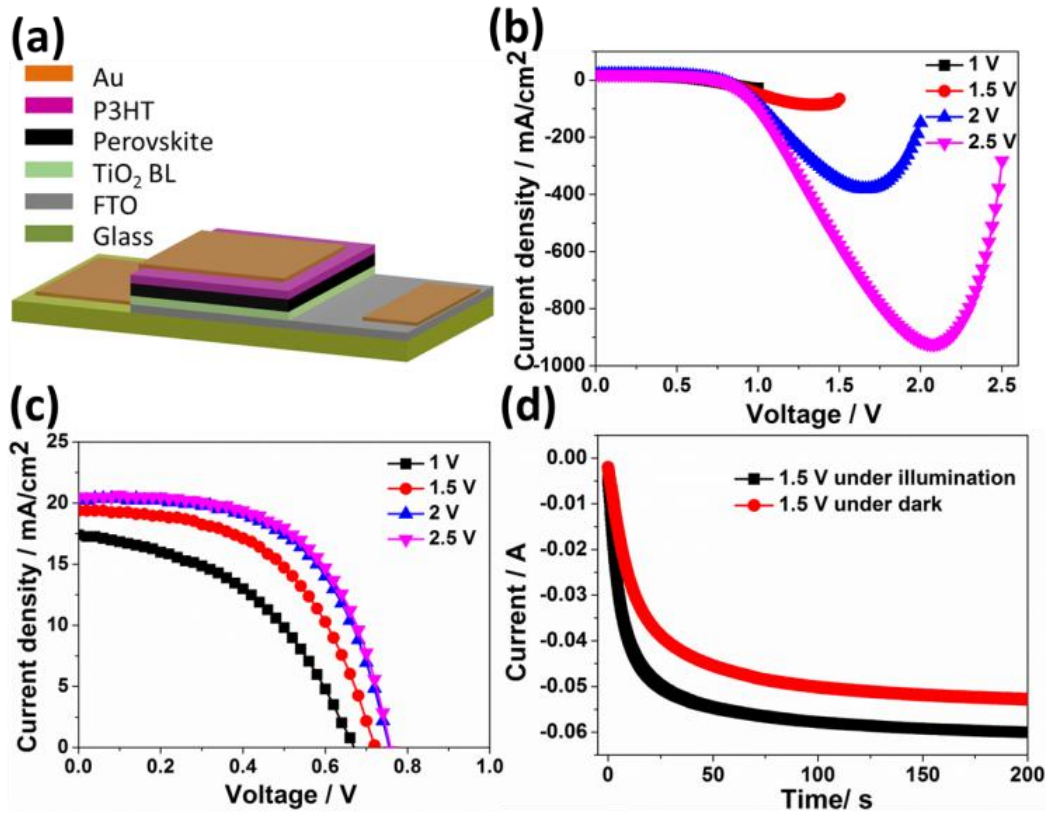 (a)
Au
P3HT
Perovskite
TiO₂ BL
FTO
Glass
(b)
1 V
1.5 V
2 V
2.5 V
0
-200
-400
-600
-800
-1000
Current density / mA/cm²
0.0 0.5 1.0 1.5 2.0 2.5
Voltage / V
(c)
1 V
1.5 V
2 V
2.5 V
25
20
15
10
5
0
Current density / mA/cm²
0.0 0.2 0.4 0.6 0.8 1.0
Voltage / V
(d)
1.5 V under illumination
1.5 V under dark
0.00
-0.01
-0.02
-0.03
-0.04
-0.05
-0.06
Current / A
0 50 100 150 200
Time/ s